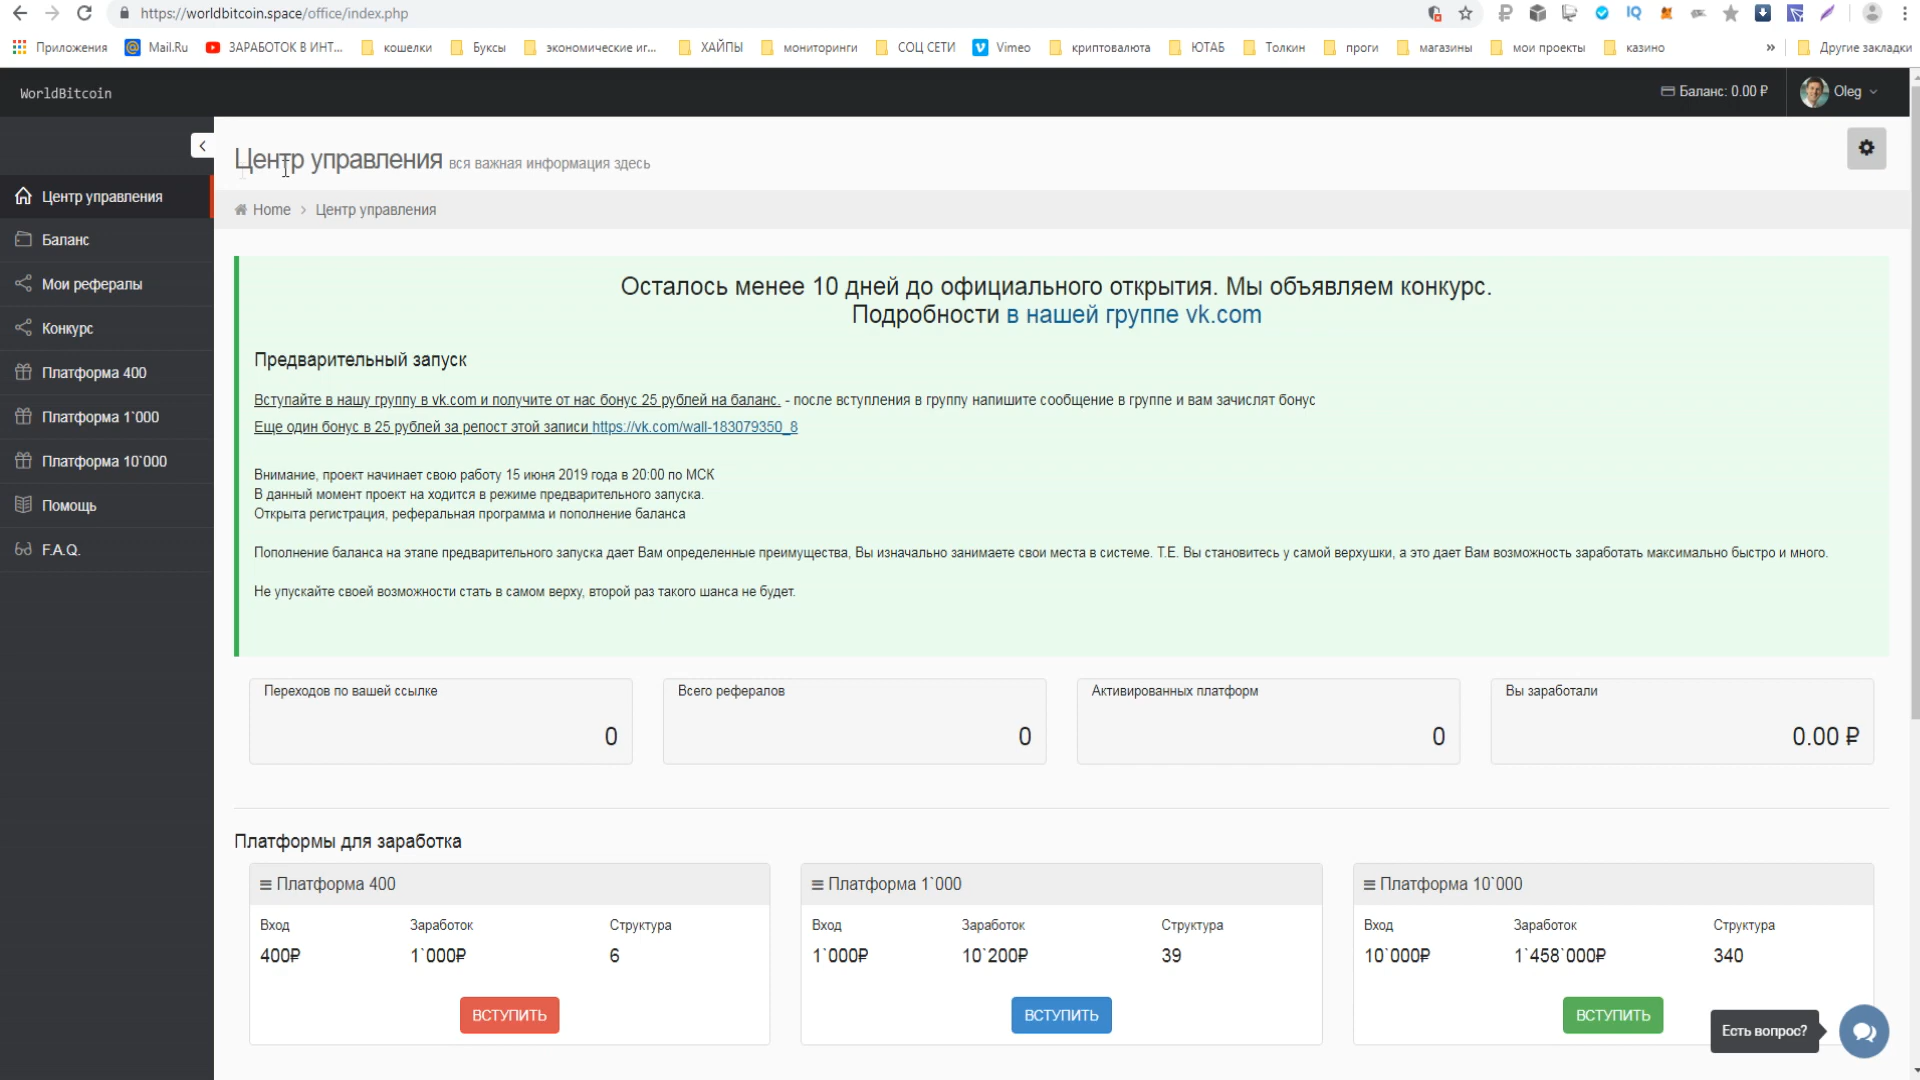 https://worldbitcoin.space/office/index.php
Приложения
Mail.Ru
ЗАРАБОТОК В ИНТ...
кошелки
Буксы
экономические иг...
ХАЙПЫ
мониторинги
СОЦ СЕТИ
Vimeo
криптовалюта
ЮТАБ
Толкин
проги
магазины
мои проекты
казино
»
Другие закладки
WorldBitcoin
Баланс: 0.00 ₽
Oleg
Центр управления
Баланс
Мои рефералы
Конкурс
Платформа 400
Платформа 1`000
Платформа 10`000
Помощь
F.A.Q.
Центр управления вся важная информация здесь
Home > Центр управления
Осталось менее 10 дней до официального открытия. Мы объявляем конкурс.
Подробности в нашей группе vk.com
Предварительный запуск
Вступайте в нашу группу в vk.com и получите от нас бонус 25 рублей на баланс. - после вступления в группу напишите сообщение в группе и вам зачислят бонус
Еще один бонус в 25 рублей за репост этой записи https://vk.com/wall-183079350_8
Внимание, проект начинает свою работу 15 июня 2019 года в 20:00 по МСК
В данный момент проект на ходится в режиме предварительного запуска.
Открыта регистрация, реферальная программа и пополнение баланса
Пополнение баланса на этапе предварительного запуска дает Вам определенные преимущества, Вы изначально занимаете свои места в системе. Т.Е. Вы становитесь у самой верхушки, а это дает Вам возможность заработать максимально быстро и много.
Не упускайте своей возможности стать в самом верху, второй раз такого шанса не будет.
Переходов по вашей ссылке
0
Всего рефералов
0
Активированных платформ
0
Вы заработали
0.00 ₽
Платформы для заработка
Платформа 400
Вход Заработок Структура
400₽ 1`000₽ 6
ВСТУПИТЬ
Платформа 1`000
Вход Заработок Структура
1`000₽ 10`200₽ 39
ВСТУПИТЬ
Платформа 10`000
Вход Заработок Структура
10`000₽ 1`458`000₽ 340
ВСТУПИТЬ
Есть вопрос?